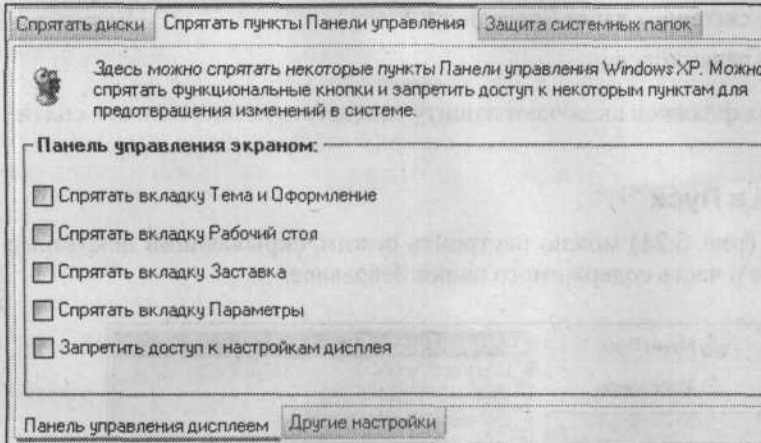 Спрятать диски Спрятать пункты Панели управления Защита системных папок
Здесь можно спрятать некоторые пункты Панели управления Windows XP. Можно
спрятать функциональные кнопки и запретить доступ к некоторым пунктам для
предотвращения изменений в системе.
Панель управления экраном:
Спрятать вкладку Тема и Оформление
Спрятать вкладку Рабочий стол
Спрятать вкладку Заставка
Спрятать вкладку Параметры
Запретить доступ к настройкам дисплея
Панель управления дисплеем Другие настройки